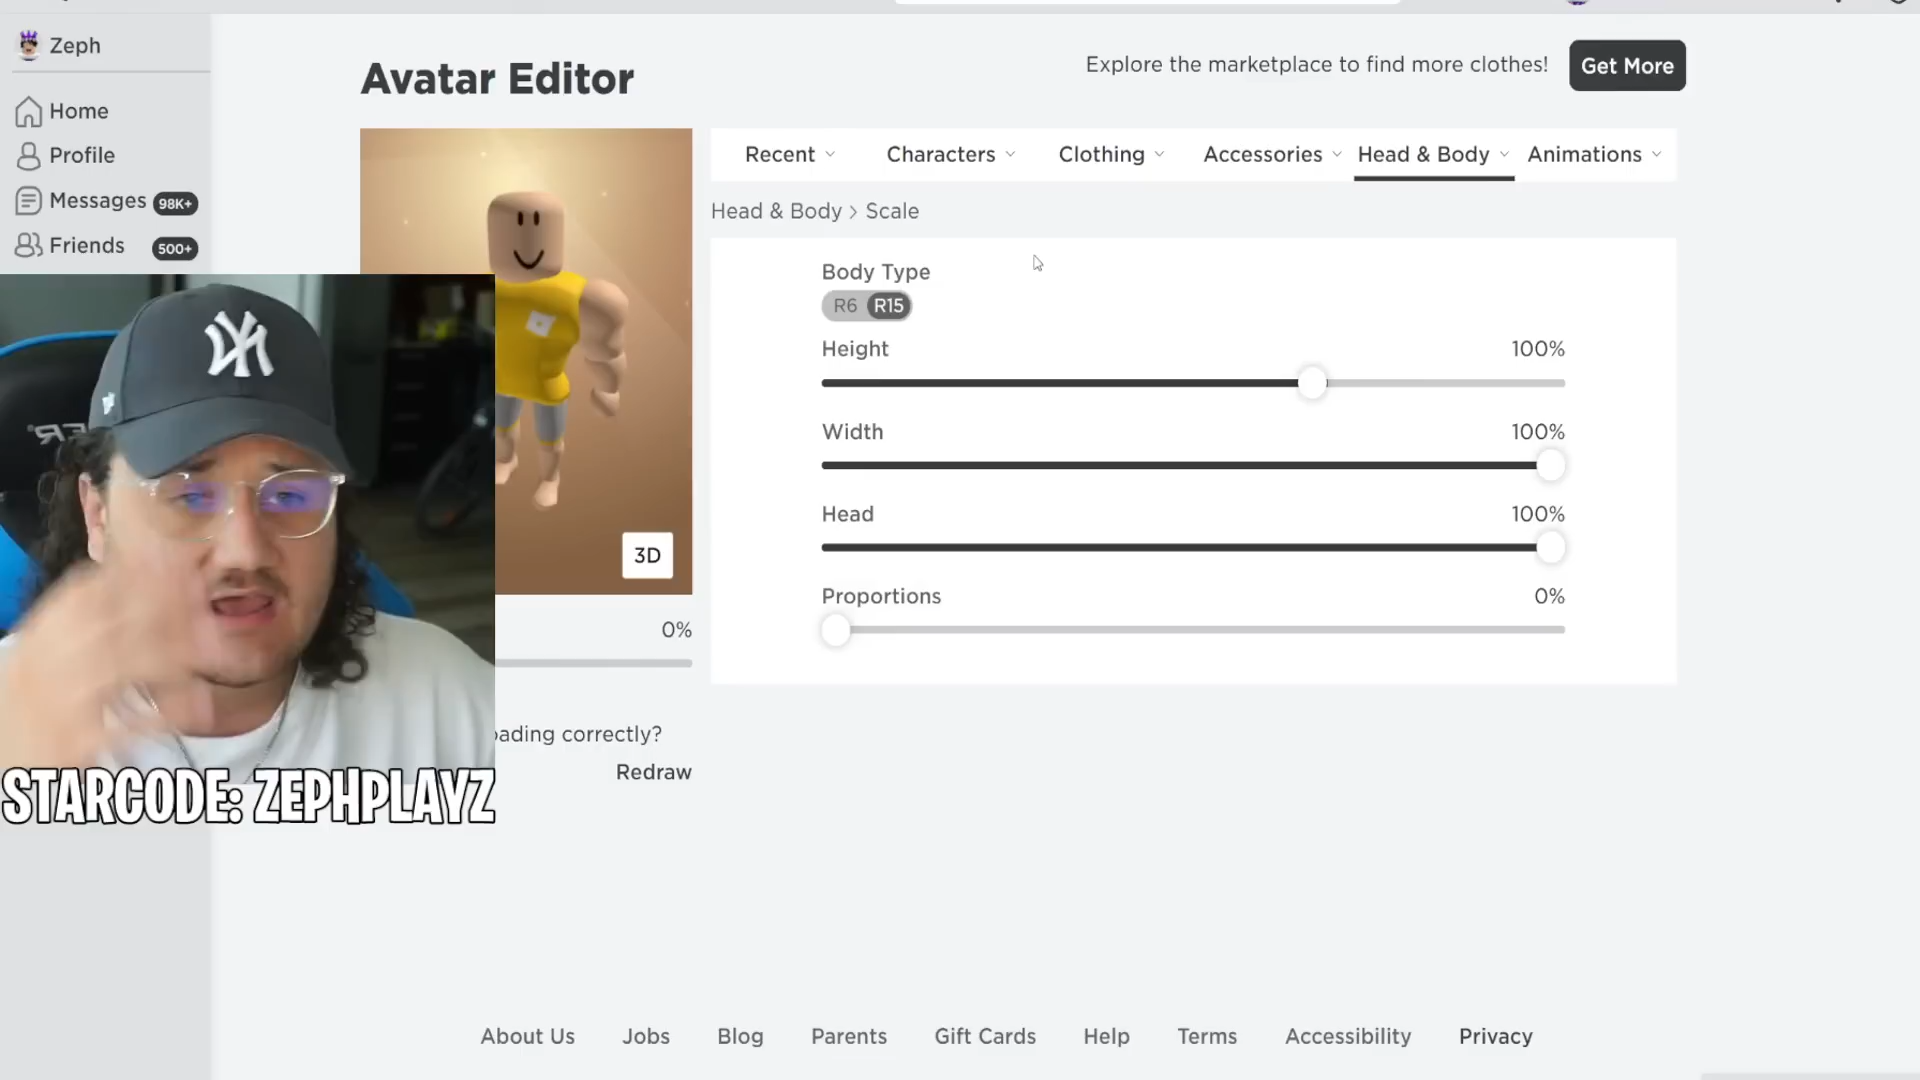 Zeph
Home
Profile
Messages 98K+
Friends 500+
Avatar Editor
Explore the marketplace to find more clothes!
Get More
Recent
Characters
Clothing
Accessories
Head & Body
Animations
Head & Body > Scale
Body Type
R6 R15
Height 100%
Width 100%
Head 100%
Proportions 0%
3D
0%
oading correctly?
Redraw
NY
STARCODE: ZEPHPLAYZ
About Us
Jobs
Blog
Parents
Gift Cards
Help
Terms
Accessibility
Privacy